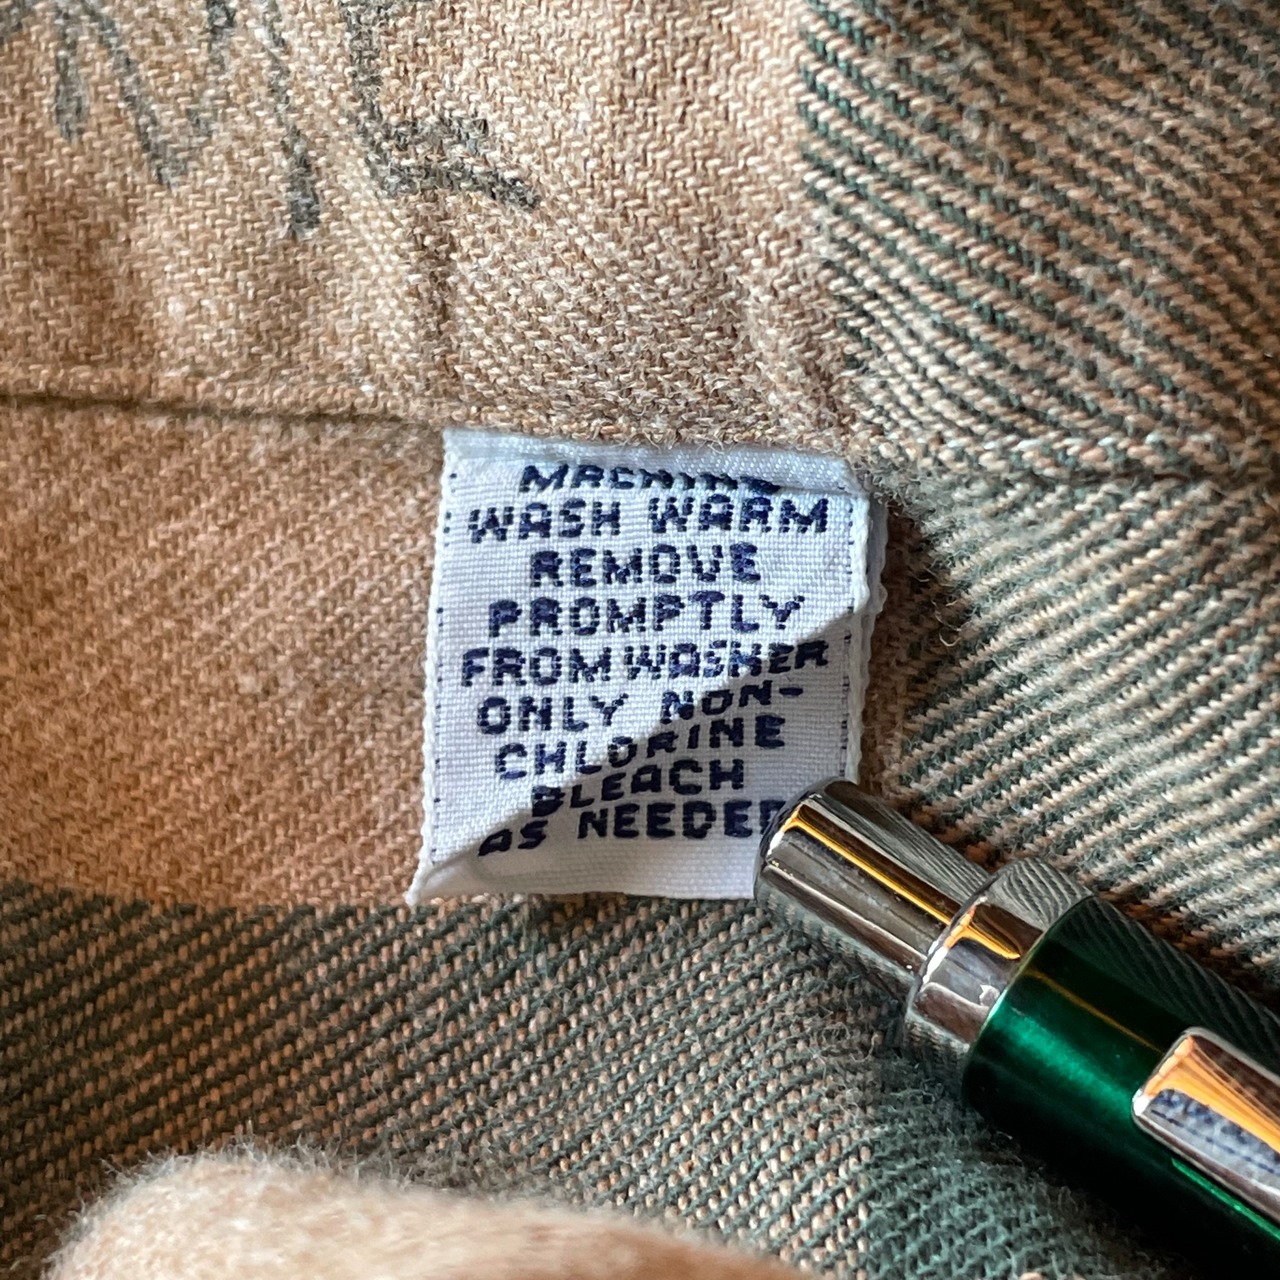 MACHINE
WASH WARM
REMOVE
PROMPTLY
FROM WASHER
ONLY NON-
CHLORINE
BLEACH
AS NEEDED